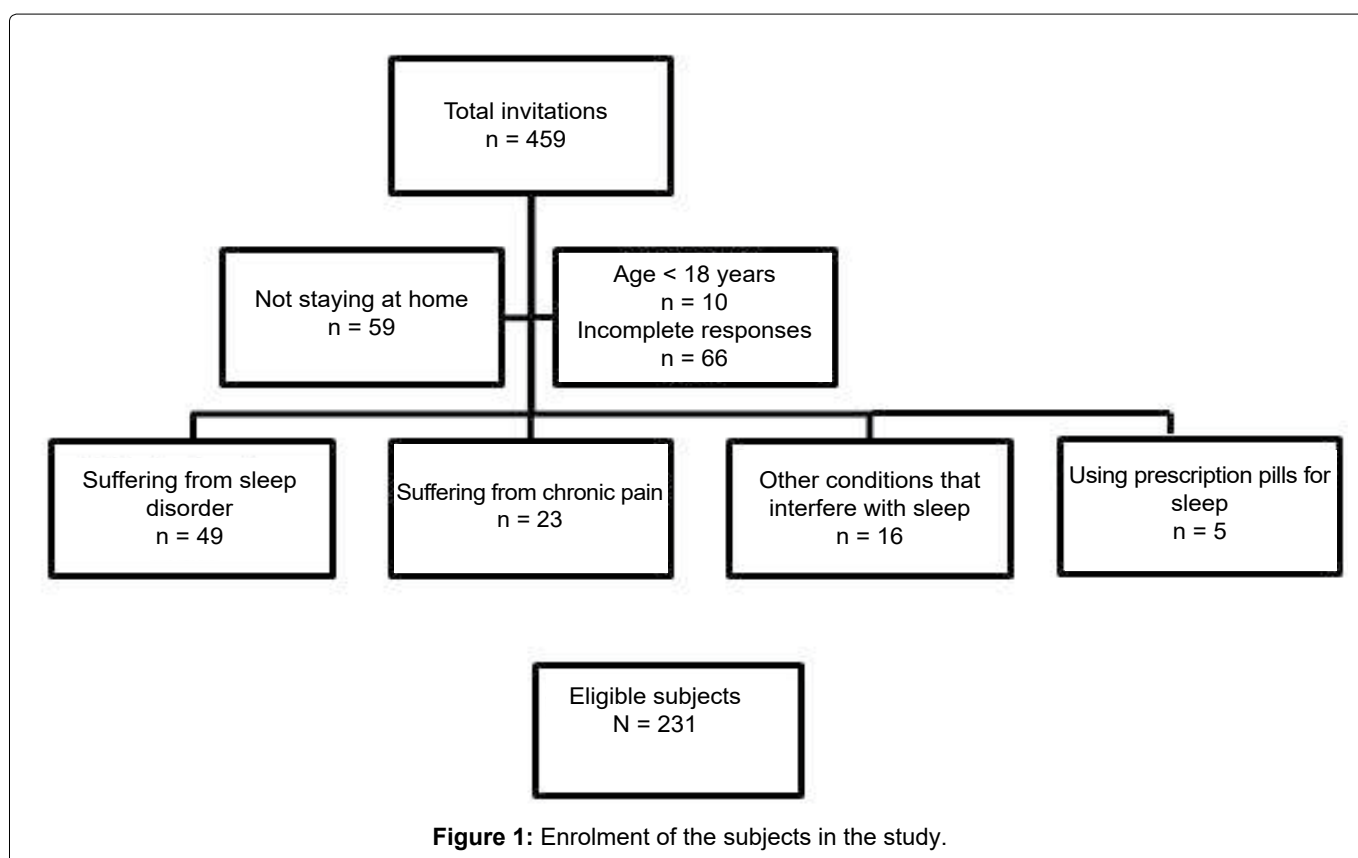 Total invitations
n = 459
Not staying at home
n = 59
Age < 18 years
n = 10
Incomplete responses
n = 66
Suffering from sleep
disorder
n = 49
Suffering from chronic pain
n = 23
Other conditions that
interfere with sleep
n = 16
Using prescription pills for
sleep
n = 5
Eligible subjects
N = 231
Figure 1: Enrolment of the subjects in the study.